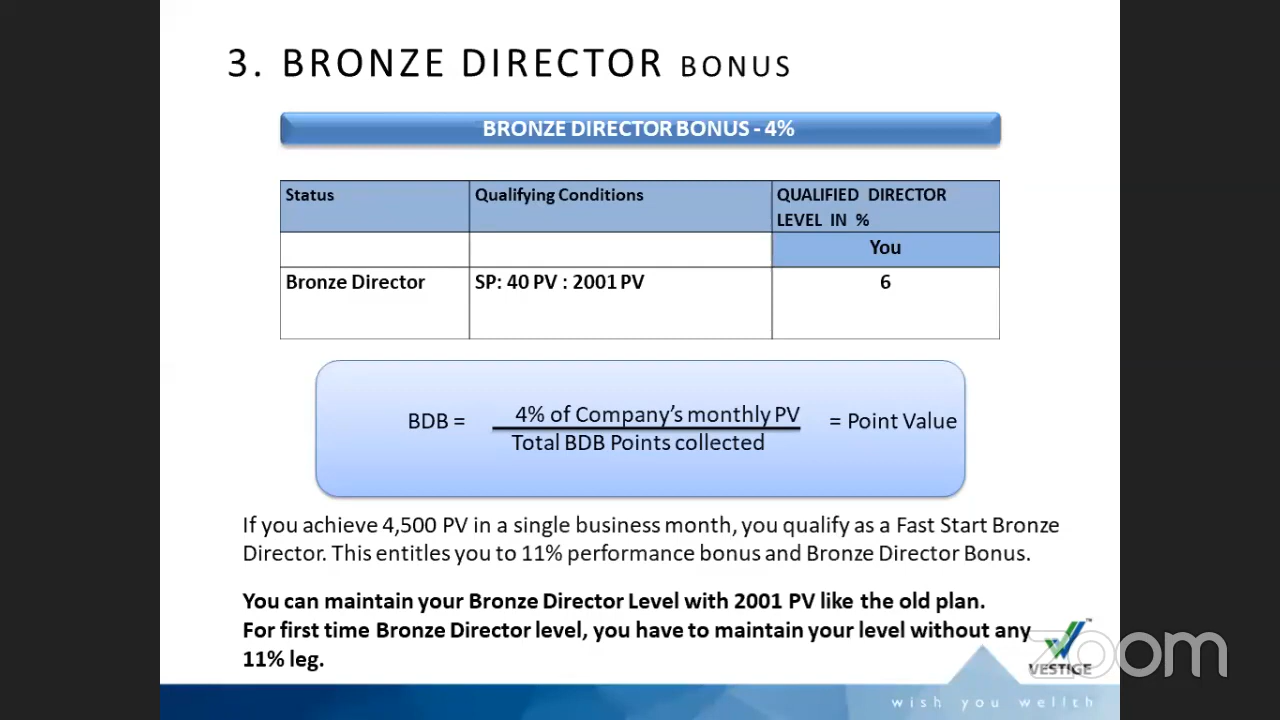 3. BRONZE DIRECTOR BONUS
BRONZE DIRECTOR BONUS - 4%
Status
Qualifying Conditions
QUALIFIED DIRECTOR
LEVEL IN %
You
Bronze Director
SP: 40 PV : 2001 PV
6
BDB =
4% of Company's monthly PV
Total BDB Points collected
= Point Value
If you achieve 4,500 PV in a single business month, you qualify as a Fast Start Bronze
Director. This entitles you to 11% performance bonus and Bronze Director Bonus.
You can maintain your Bronze Director Level with 2001 PV like the old plan.
For first time Bronze Director level, you have to maintain your level without any
11% leg.
zoom
VESTIGE
TM
wish you wellth